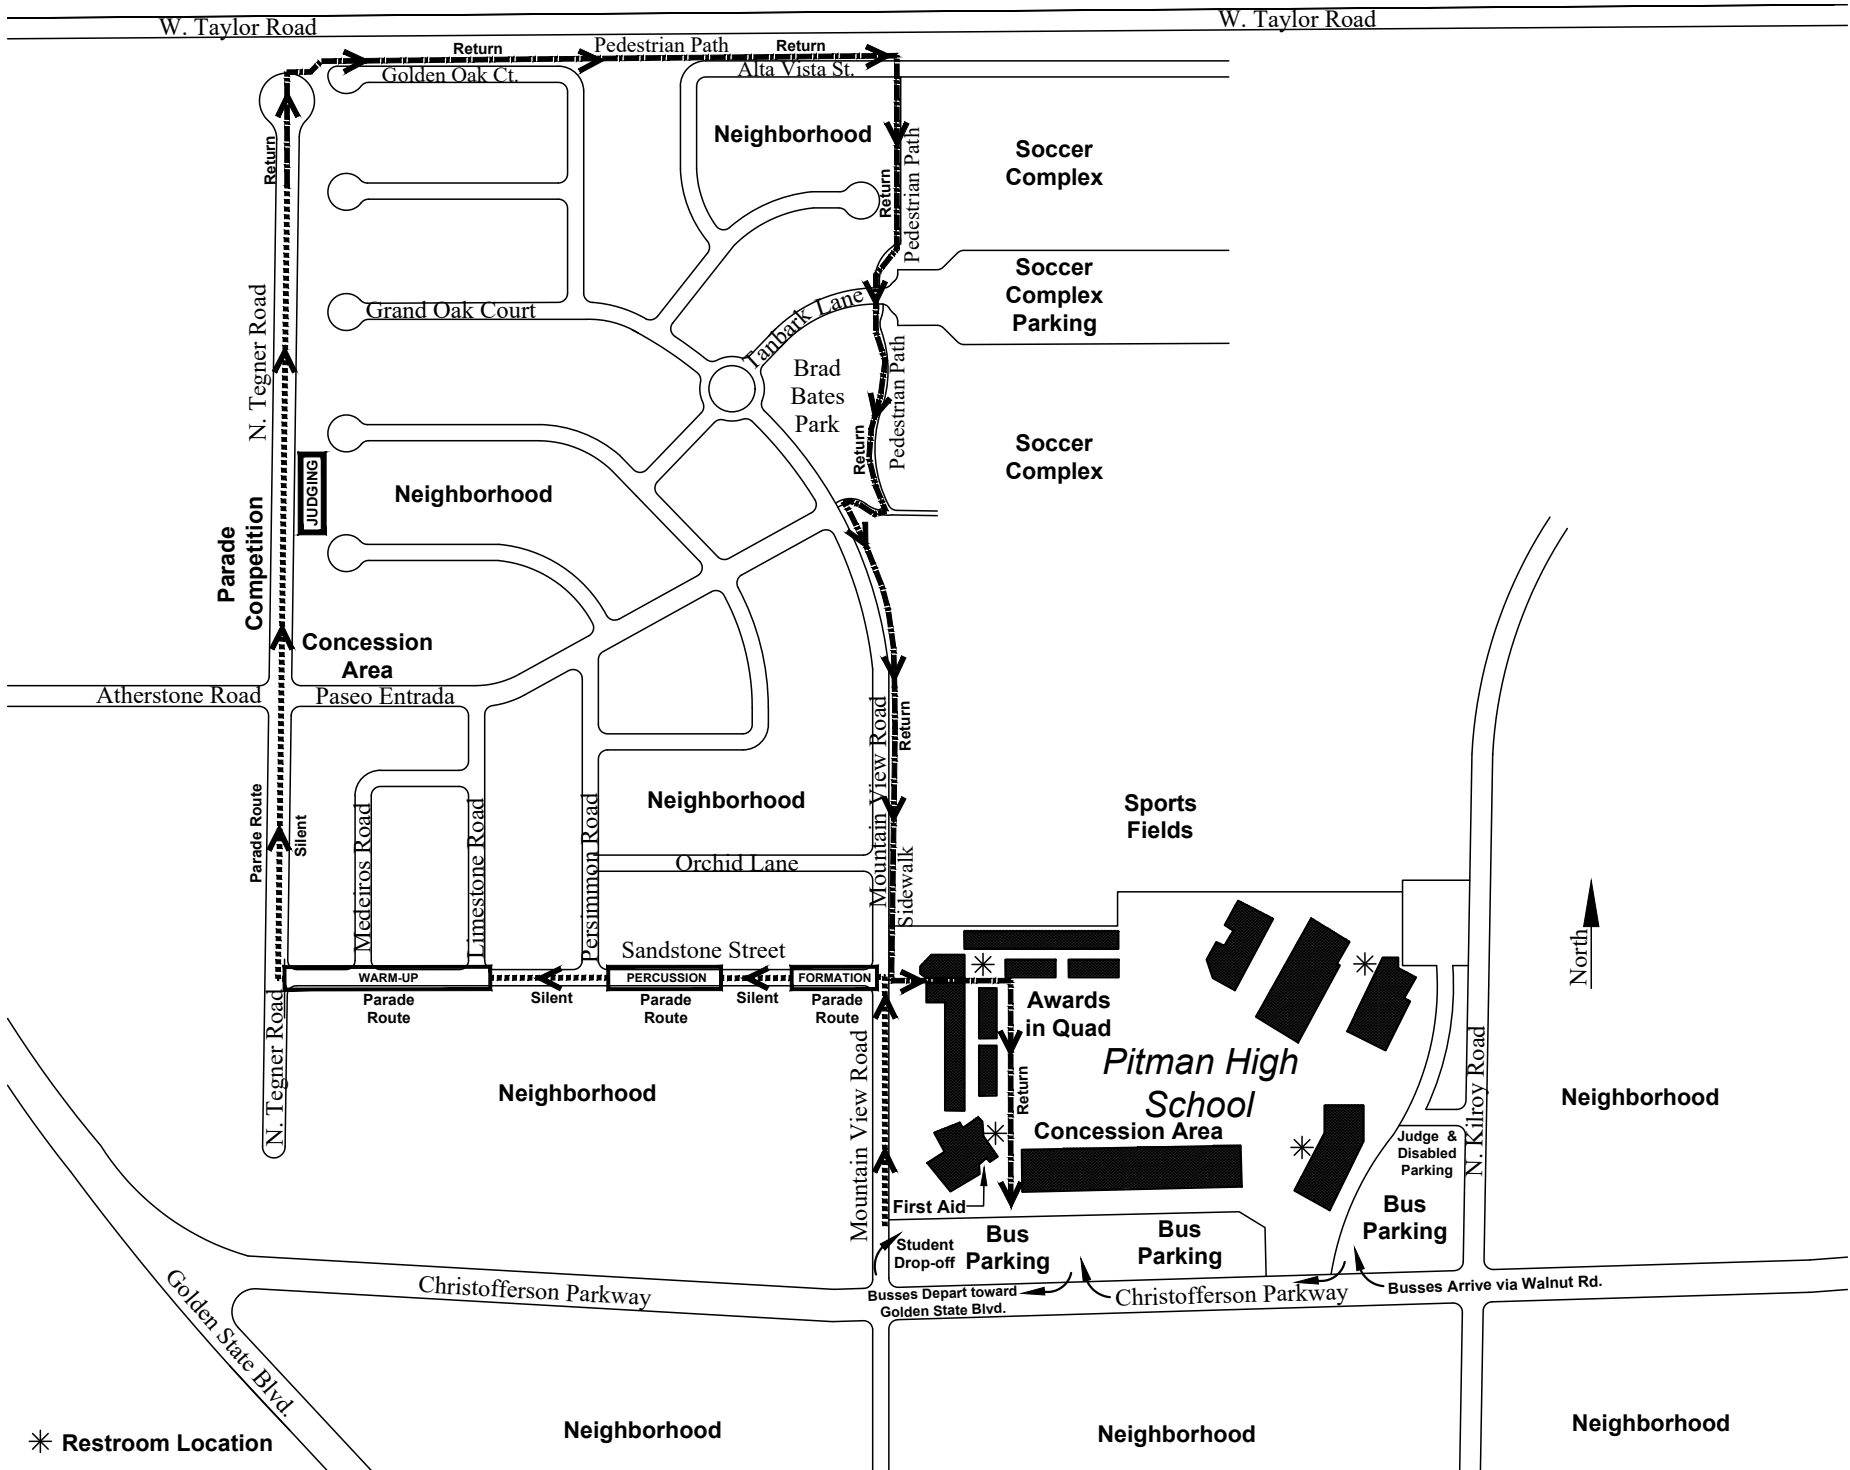 W. Taylor Road
W. Taylor Road
Return
Pedestrian Path
Return
Golden Oak Ct.
Alta Vista St.
Neighborhood
Return
Pedestrian Path
Return
Soccer
Complex
Soccer
Complex
Parking
Grand Oak Court
Tanbark Lane
N. Tegner Road
Brad
Bates
Park
Pedestrian Path
Return
Soccer
Complex
JUDGING
Neighborhood
Parade
Competition
Concession
Area
Atherstone Road
Paseo Entrada
Mountain View Road
Return
Parade Route
Silent
Medeiros Road
Limestone Road
Persimmon Road
Neighborhood
Sports
Fields
Orchid Lane
Sidewalk
Sandstone Street
WARM-UP
PERCUSSION
FORMATION
Parade
Route
Silent
Parade
Route
Silent
Parade
Route
North
Awards
in Quad
Pitman High
School
N. Tegner Road
Neighborhood
Mountain View Road
Return
Concession Area
N. Kilroy Road
Neighborhood
Judge &
Disabled
Parking
First Aid
Bus
Parking
Student
Drop-off
Bus
Parking
Bus
Parking
Golden State Blvd.
Christofferson Parkway
Busses Depart toward
Golden State Blvd.
Christofferson Parkway
Busses Arrive via Walnut Rd.
Restroom Location
Neighborhood
Neighborhood
Neighborhood